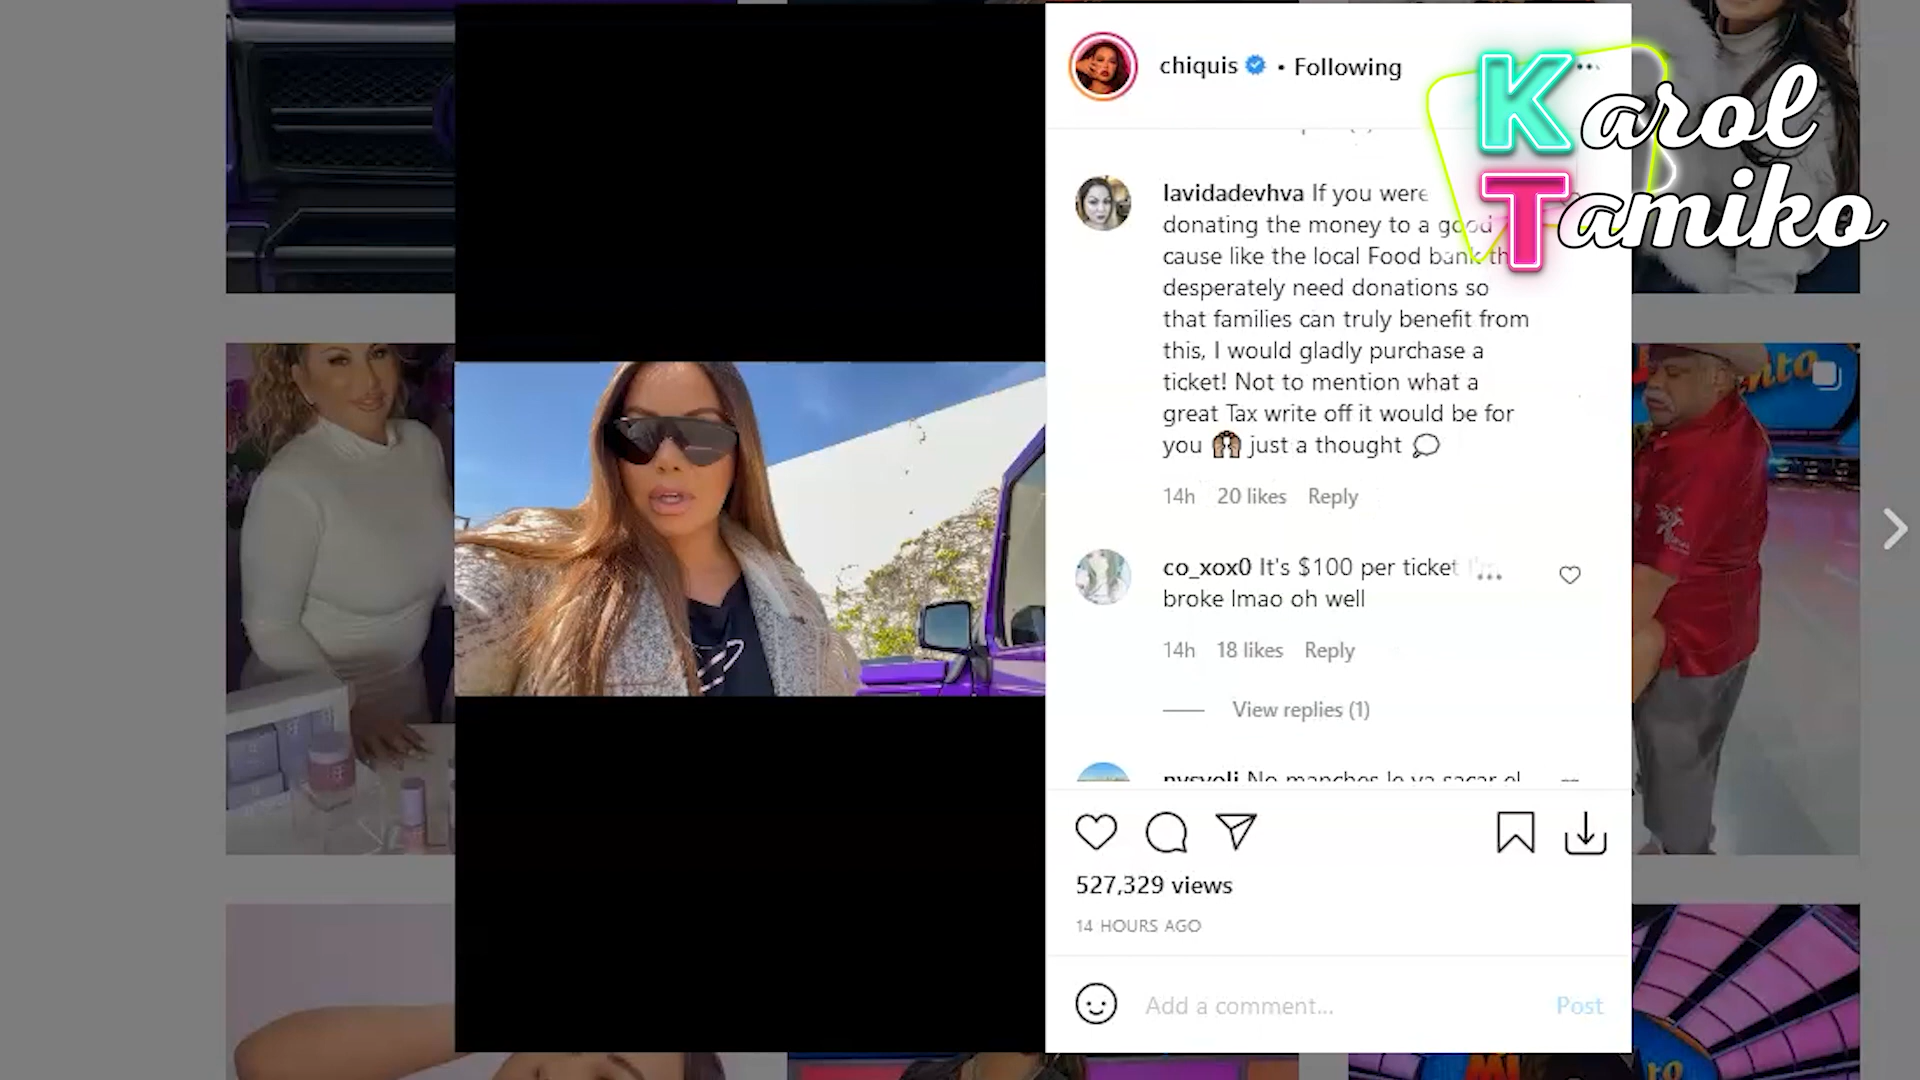 chiquis • Following
Karol
Tamiko
lavidadevhva If you were
donating the money to a good
cause like the local Food bank
desperately need donations so
that families can truly benefit from
this, I would gladly purchase a
ticket! Not to mention what a
great Tax write off it would be for
you just a thought
14h 20 likes Reply
co_xox0 It's $100 per ticket
broke lmao oh well
14h 18 likes Reply
View replies (1)
527,329 views
14 HOURS AGO
Add a comment... Post